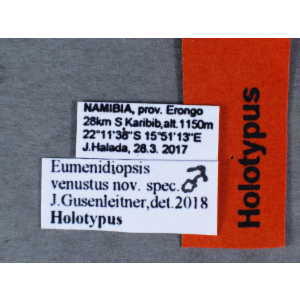 NAMIBIA, prov. Erongo
28km S Karibib,alt.1150m
22°11'38"S 15°51'13"E
J.Halada, 28.3. 2017
Eumenidiopsis
venustus nov. spec.♂
J.Gusenleitner,det.2018
Holotypus
Holotypus